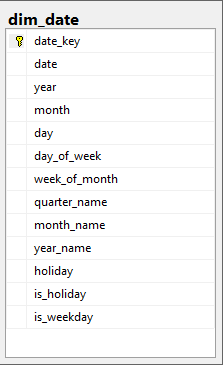 dim_date
date_key
date
year
month
day
day_of_week
week_of_month
quarter_name
month_name
year_name
holiday
is_holiday
is_weekday